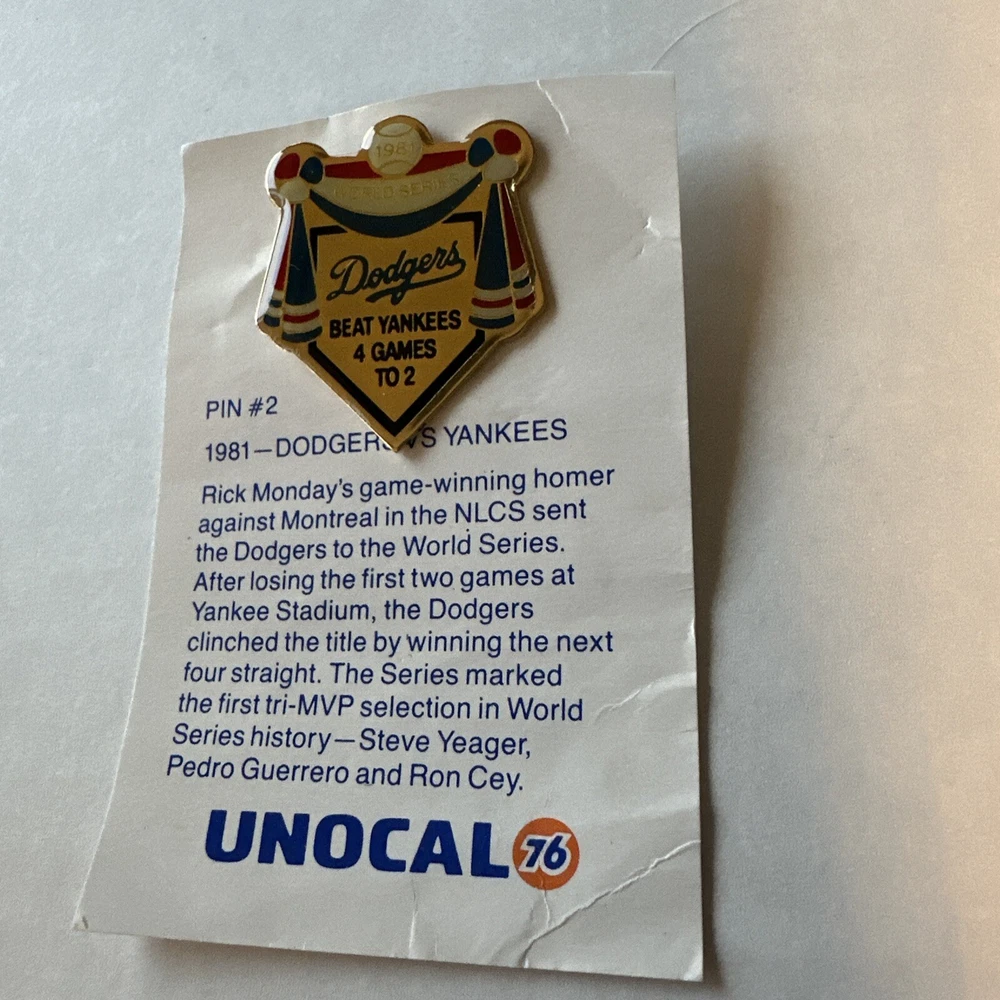 1981
WORLD SERIES
Dodgers
BEAT YANKEES
4 GAMES
TO 2
PIN #2
1981—DODGERS VS YANKEES
Rick Monday's game-winning homer
against Montreal in the NLCS sent
the Dodgers to the World Series.
After losing the first two games at
Yankee Stadium, the Dodgers
clinched the title by winning the next
four straight. The Series marked
the first tri-MVP selection in World
Series history—Steve Yeager,
Pedro Guerrero and Ron Cey.
UNOCAL 76